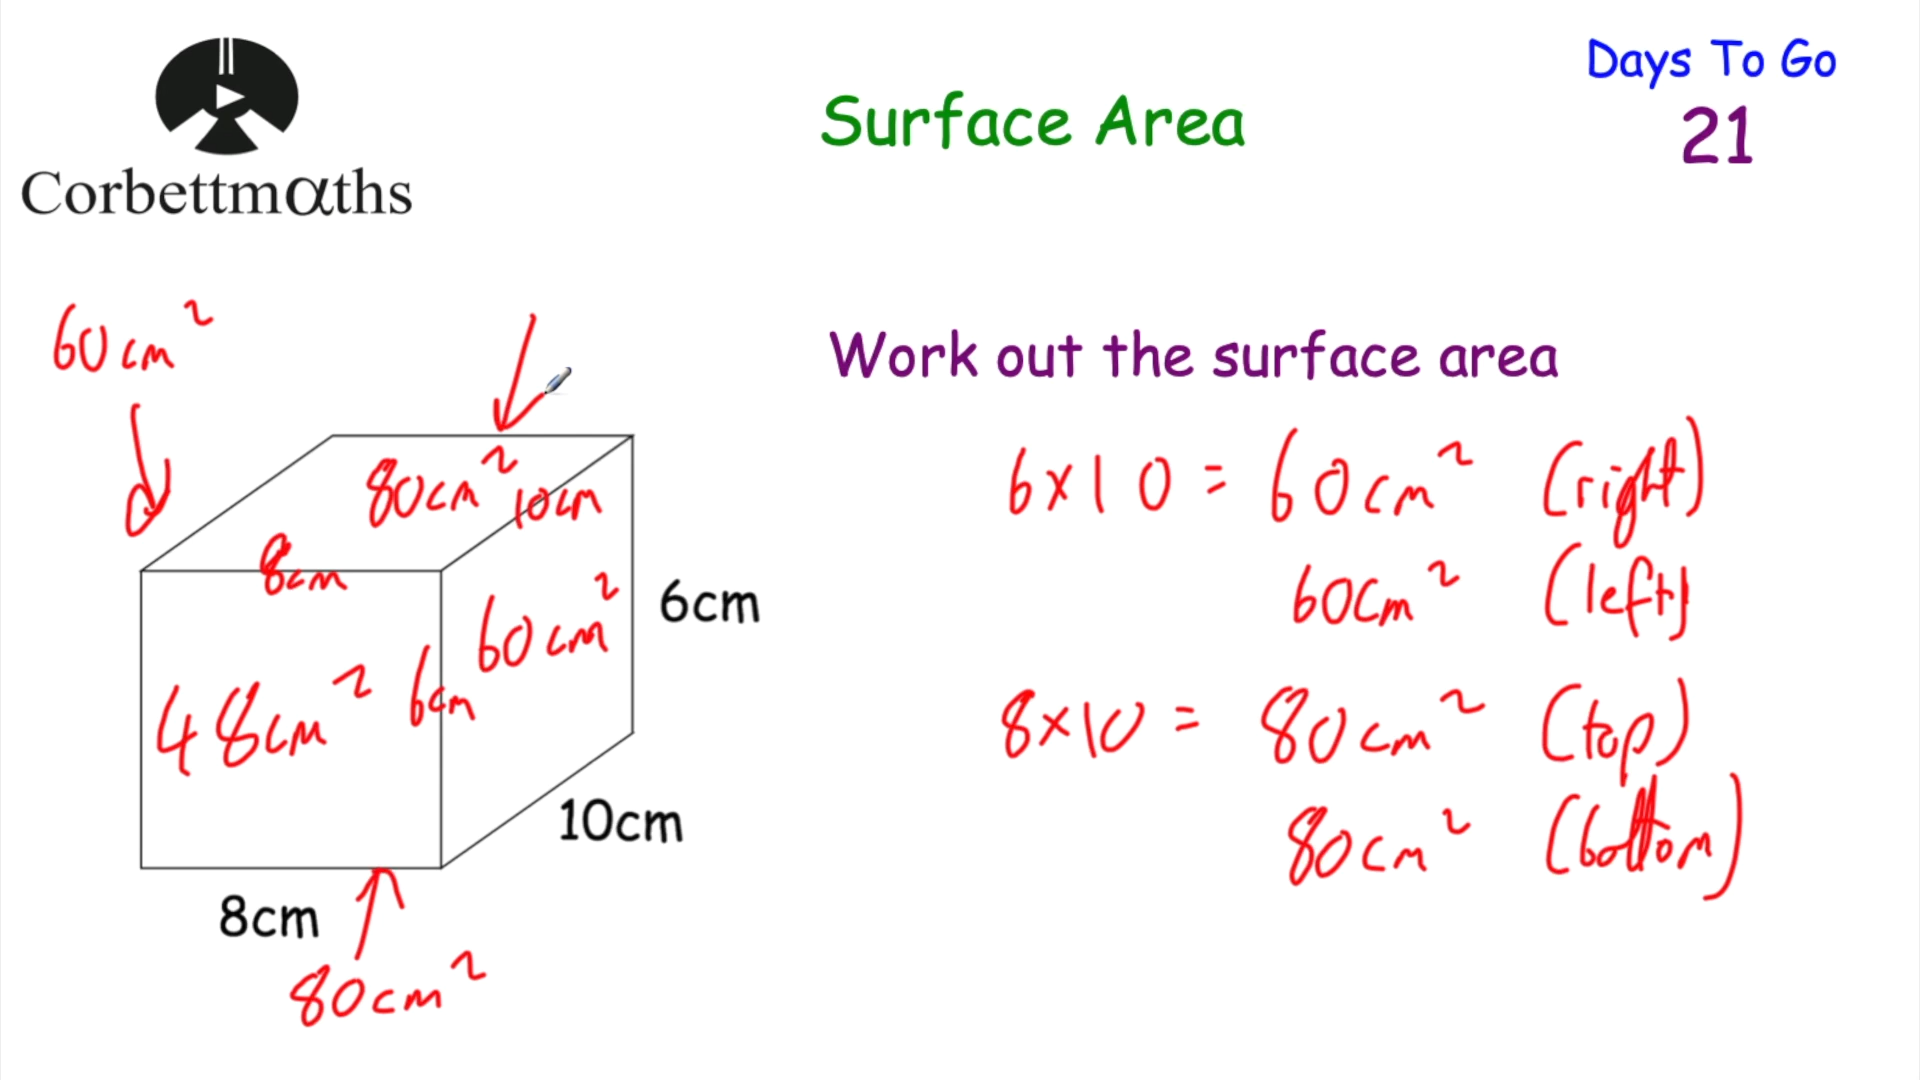 Corbettmαths
Surface Area
Days To Go
21
Work out the surface area
60cm²
80cm²
10cm
8cm
48cm²
6cm
60cm²
6cm
10cm
8cm
80cm²
6×10 = 60cm² (right)
60cm² (left)
8×10 = 80cm² (top)
80cm² (bottom)